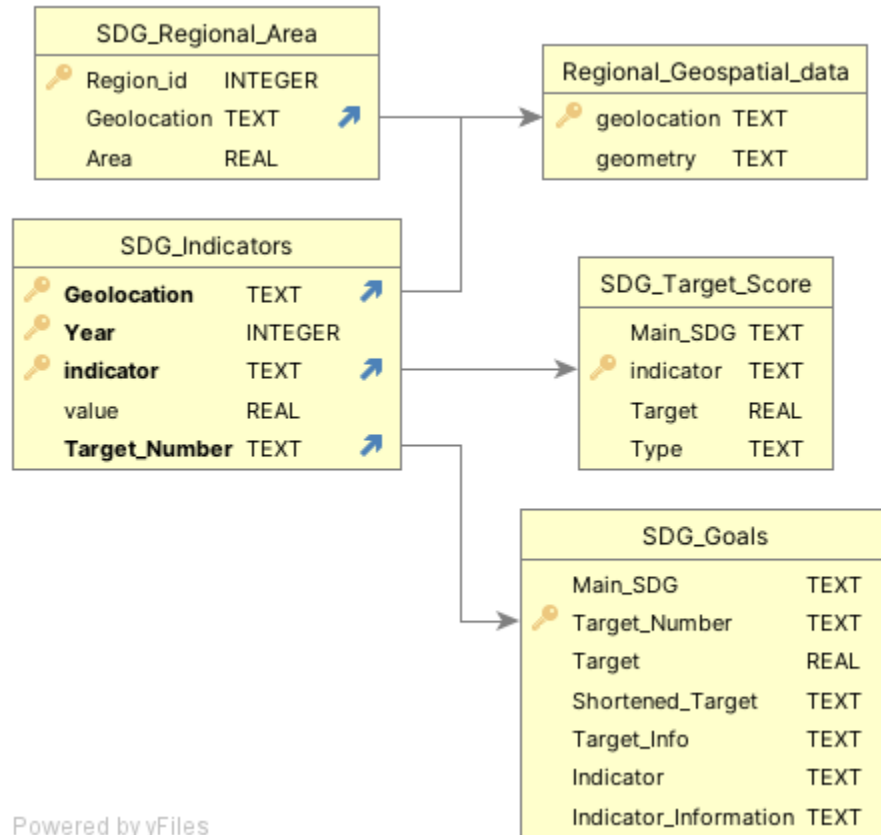 SDG_Regional_Area
Region_id INTEGER
Geolocation TEXT
Area REAL
Regional_Geospatial_data
geolocation TEXT
geometry TEXT
SDG_Indicators
Geolocation TEXT
Year INTEGER
indicator TEXT
value REAL
Target_Number TEXT
SDG_Target_Score
Main_SDG TEXT
indicator TEXT
Target REAL
Type TEXT
SDG_Goals
Main_SDG TEXT
Target_Number TEXT
Target REAL
Shortened_Target TEXT
Target_Info TEXT
Indicator TEXT
Indicator_Information TEXT
Powered by yFiles